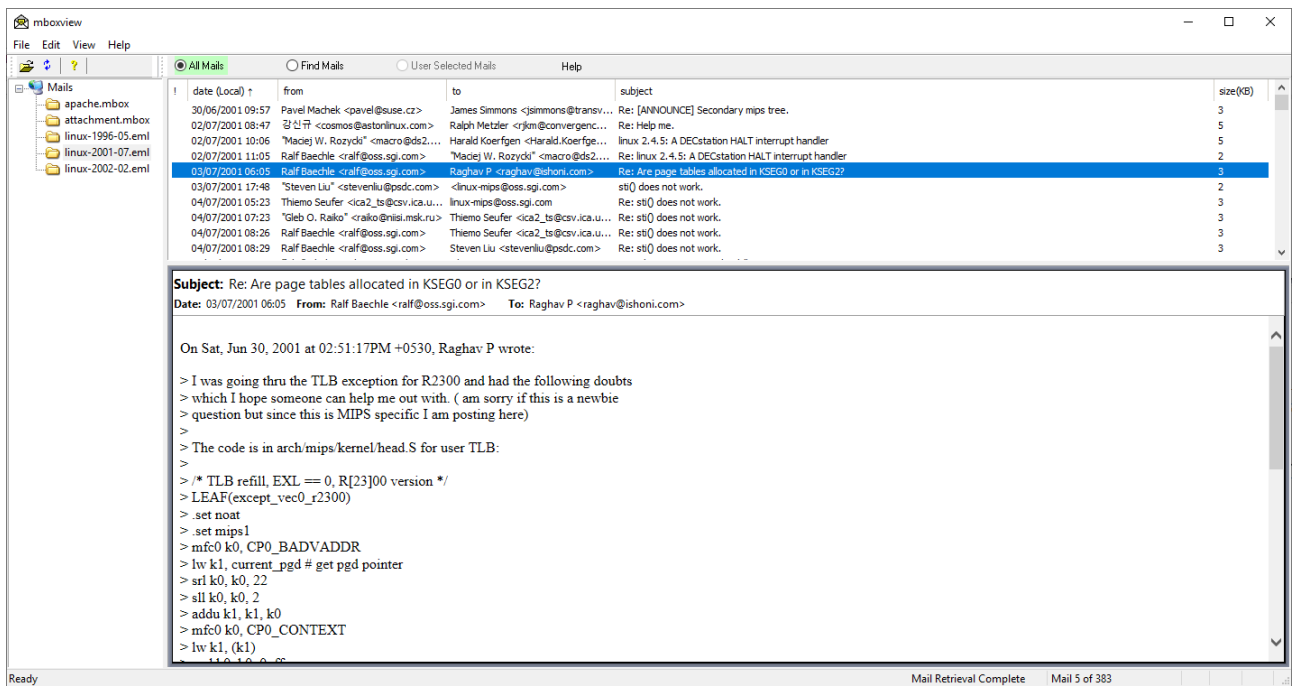 mboxview
File Edit View Help
All Mails Find Mails User Selected Mails Help
Mails
apache.mbox
attachment.mbox
linux-1996-05.eml
linux-2001-07.eml
linux-2002-02.eml
! date (Local) ↑ from to subject size(KB)
30/06/2001 09:57 Pavel Machek <pavel@suse.cz> James Simmons <jsimmons@transv... Re: [ANNOUNCE] Secondary mips tree. 3
02/07/2001 08:47 강신규 <cosmos@astonlinux.com> Ralph Metzler <rjkm@convergenc... Re: Help me. 5
02/07/2001 10:06 "Maciej W. Rozycki" <macro@ds2.... Harald Koerfgen <Harald.Koerfge... linux 2.4.5: A DECstation HALT interrupt handler 5
02/07/2001 11:05 Ralf Baechle <ralf@oss.sgi.com> "Maciej W. Rozycki" <macro@ds2.... Re: linux 2.4.5: A DECstation HALT interrupt handler 2
03/07/2001 06:05 Ralf Baechle <ralf@oss.sgi.com> Raghav P <raghav@ishoni.com> Re: Are page tables allocated in KSEG0 or in KSEG2? 3
03/07/2001 17:48 "Steven Liu" <stevenliu@psdc.com> <linux-mips@oss.sgi.com> sti() does not work. 2
04/07/2001 05:23 Thiemo Seufer <ica2_ts@csv.ica.u... linux-mips@oss.sgi.com Re: sti() does not work. 3
04/07/2001 07:23 "Gleb O. Raiko" <raiko@niisi.msk.ru> Thiemo Seufer <ica2_ts@csv.ica.u... Re: sti() does not work. 3
04/07/2001 08:26 Ralf Baechle <ralf@oss.sgi.com> Thiemo Seufer <ica2_ts@csv.ica.u... Re: sti() does not work. 3
04/07/2001 08:29 Ralf Baechle <ralf@oss.sgi.com> Steven Liu <stevenliu@psdc.com> Re: sti() does not work. 3
Subject: Re: Are page tables allocated in KSEG0 or in KSEG2?
Date: 03/07/2001 06:05 From: Ralf Baechle <ralf@oss.sgi.com> To: Raghav P <raghav@ishoni.com>
On Sat, Jun 30, 2001 at 02:51:17PM +0530, Raghav P wrote:
> I was going thru the TLB exception for R2300 and had the following doubts
> which I hope someone can help me out with. ( am sorry if this is a newbie
> question but since this is MIPS specific I am posting here)
>
> The code is in arch/mips/kernel/head.S for user TLB:
>
> /* TLB refill, EXL == 0, R[23]00 version */
> LEAF(except_vec0_r2300)
> .set noat
> .set mips1
> mfc0 k0, CP0_BADVADDR
> lw k1, current_pgd # get pgd pointer
> srl k0, k0, 22
> sll k0, k0, 2
> addu k1, k1, k0
> mfc0 k0, CP0_CONTEXT
> lw k1, (k1)
Ready Mail Retrieval Complete Mail 5 of 383